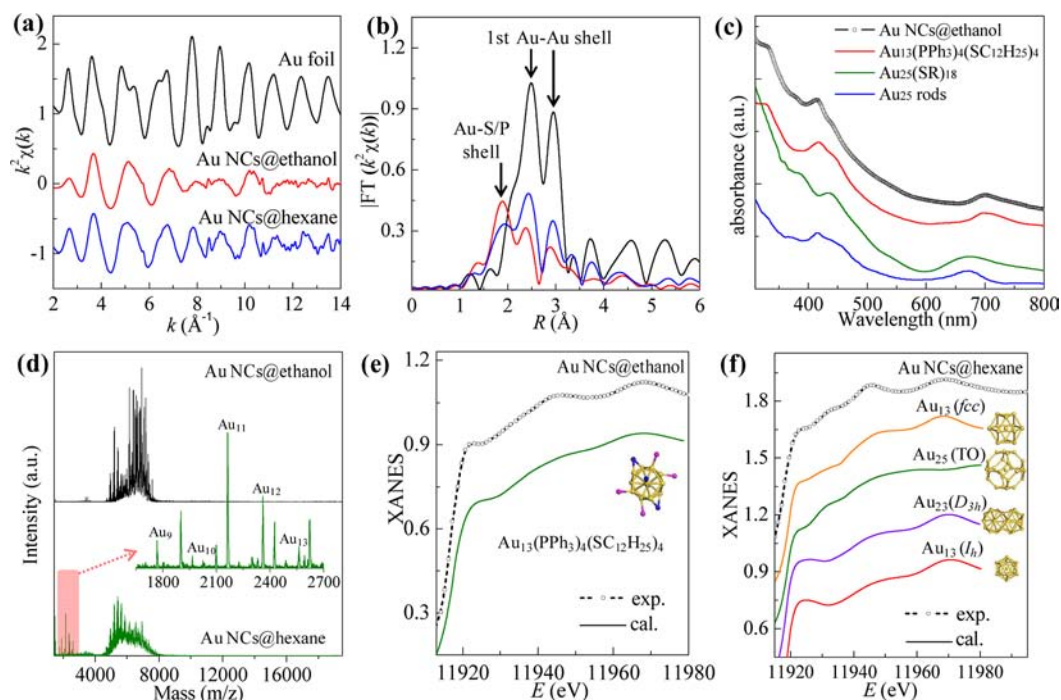 (a)
2
1
0
-1
k²χ(k)
Au foil
Au NCs@ethanol
Au NCs@hexane
2 4 6 8 10 12 14
k (Å⁻¹)
(b)
1st Au-Au shell
Au-S/P
shell
1.2
0.9
0.6
0.3
0.0
|FT (k²χ(k))|
0 1 2 3 4 5 6
R (Å)
(c)
Au NCs@ethanol
Au₁₃(PPh₃)₄(SC₁₂H₂₅)₄
Au₂₅(SR)₁₈
Au₂₅ rods
absorbance (a.u.)
400 500 600 700 800
Wavelength (nm)
(d)
Au NCs@ethanol
Intensity (a.u.)
Au₁₁
Au₁₂
Au₉
Au₁₀
Au₁₃
1800 2100 2400 2700
Au NCs@hexane
4000 8000 12000 16000
Mass (m/z)
(e)
Au NCs@ethanol
1.2
0.9
0.6
0.3
XANES
Au₁₃(PPh₃)₄(SC₁₂H₂₅)₄
exp.
cal.
11920 11940 11960 11980
E (eV)
(f)
Au NCs@hexane
1.8
1.5
1.2
0.9
0.6
XANES
Au₁₃(fcc)
Au₂₅(TO)
Au₂₃(D₃ₕ)
Au₁₃(Iₕ)
exp.
cal.
11920 11940 11960 11980
E (eV)